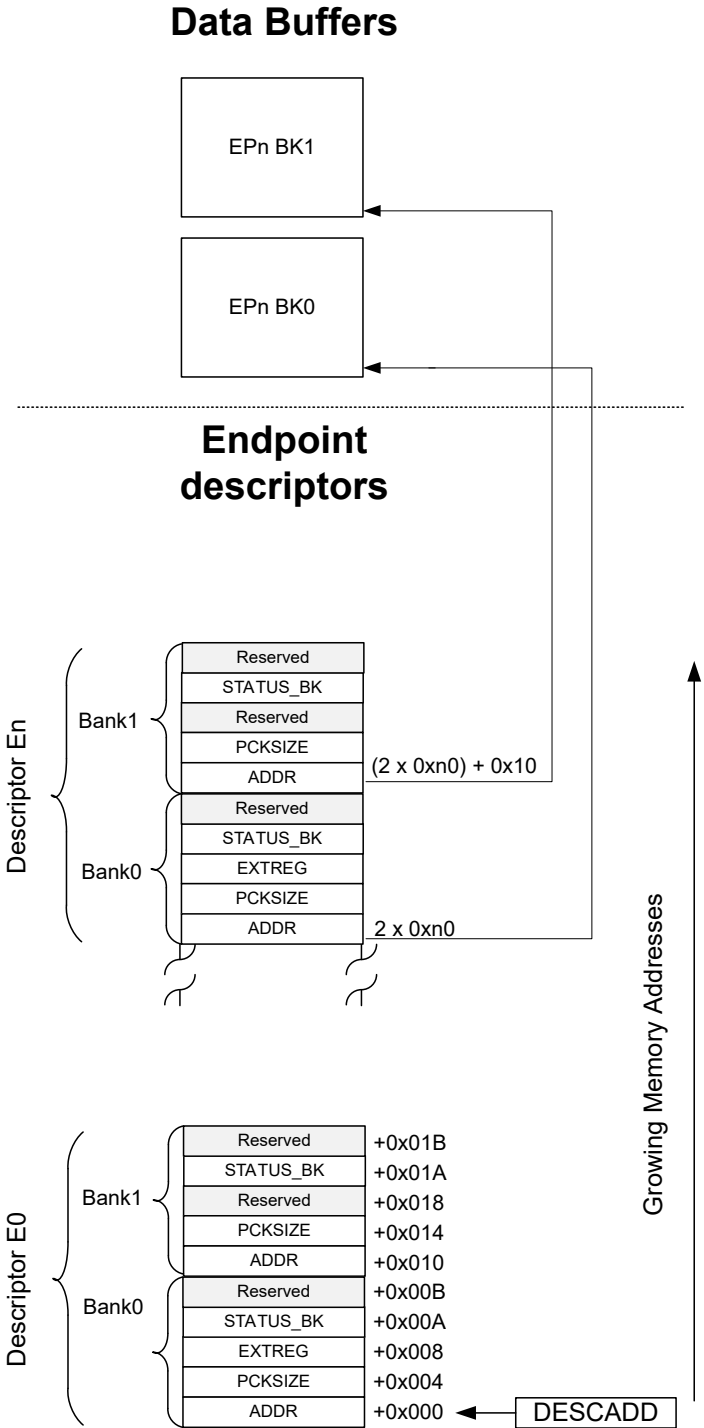 Data Buffers
EPn BK1
EPn BK0
Endpoint
descriptors
Descriptor En
Bank1
Reserved
STATUS_BK
Reserved
PCKSIZE
ADDR
(2 x 0xn0) + 0x10
Bank0
Reserved
STATUS_BK
EXTREG
PCKSIZE
ADDR
2 x 0xn0
Growing Memory Addresses
Descriptor E0
Bank1
Reserved +0x01B
STATUS_BK +0x01A
Reserved +0x018
PCKSIZE +0x014
ADDR +0x010
Bank0
Reserved +0x00B
STATUS_BK +0x00A
EXTREG +0x008
PCKSIZE +0x004
ADDR +0x000 DESCADD